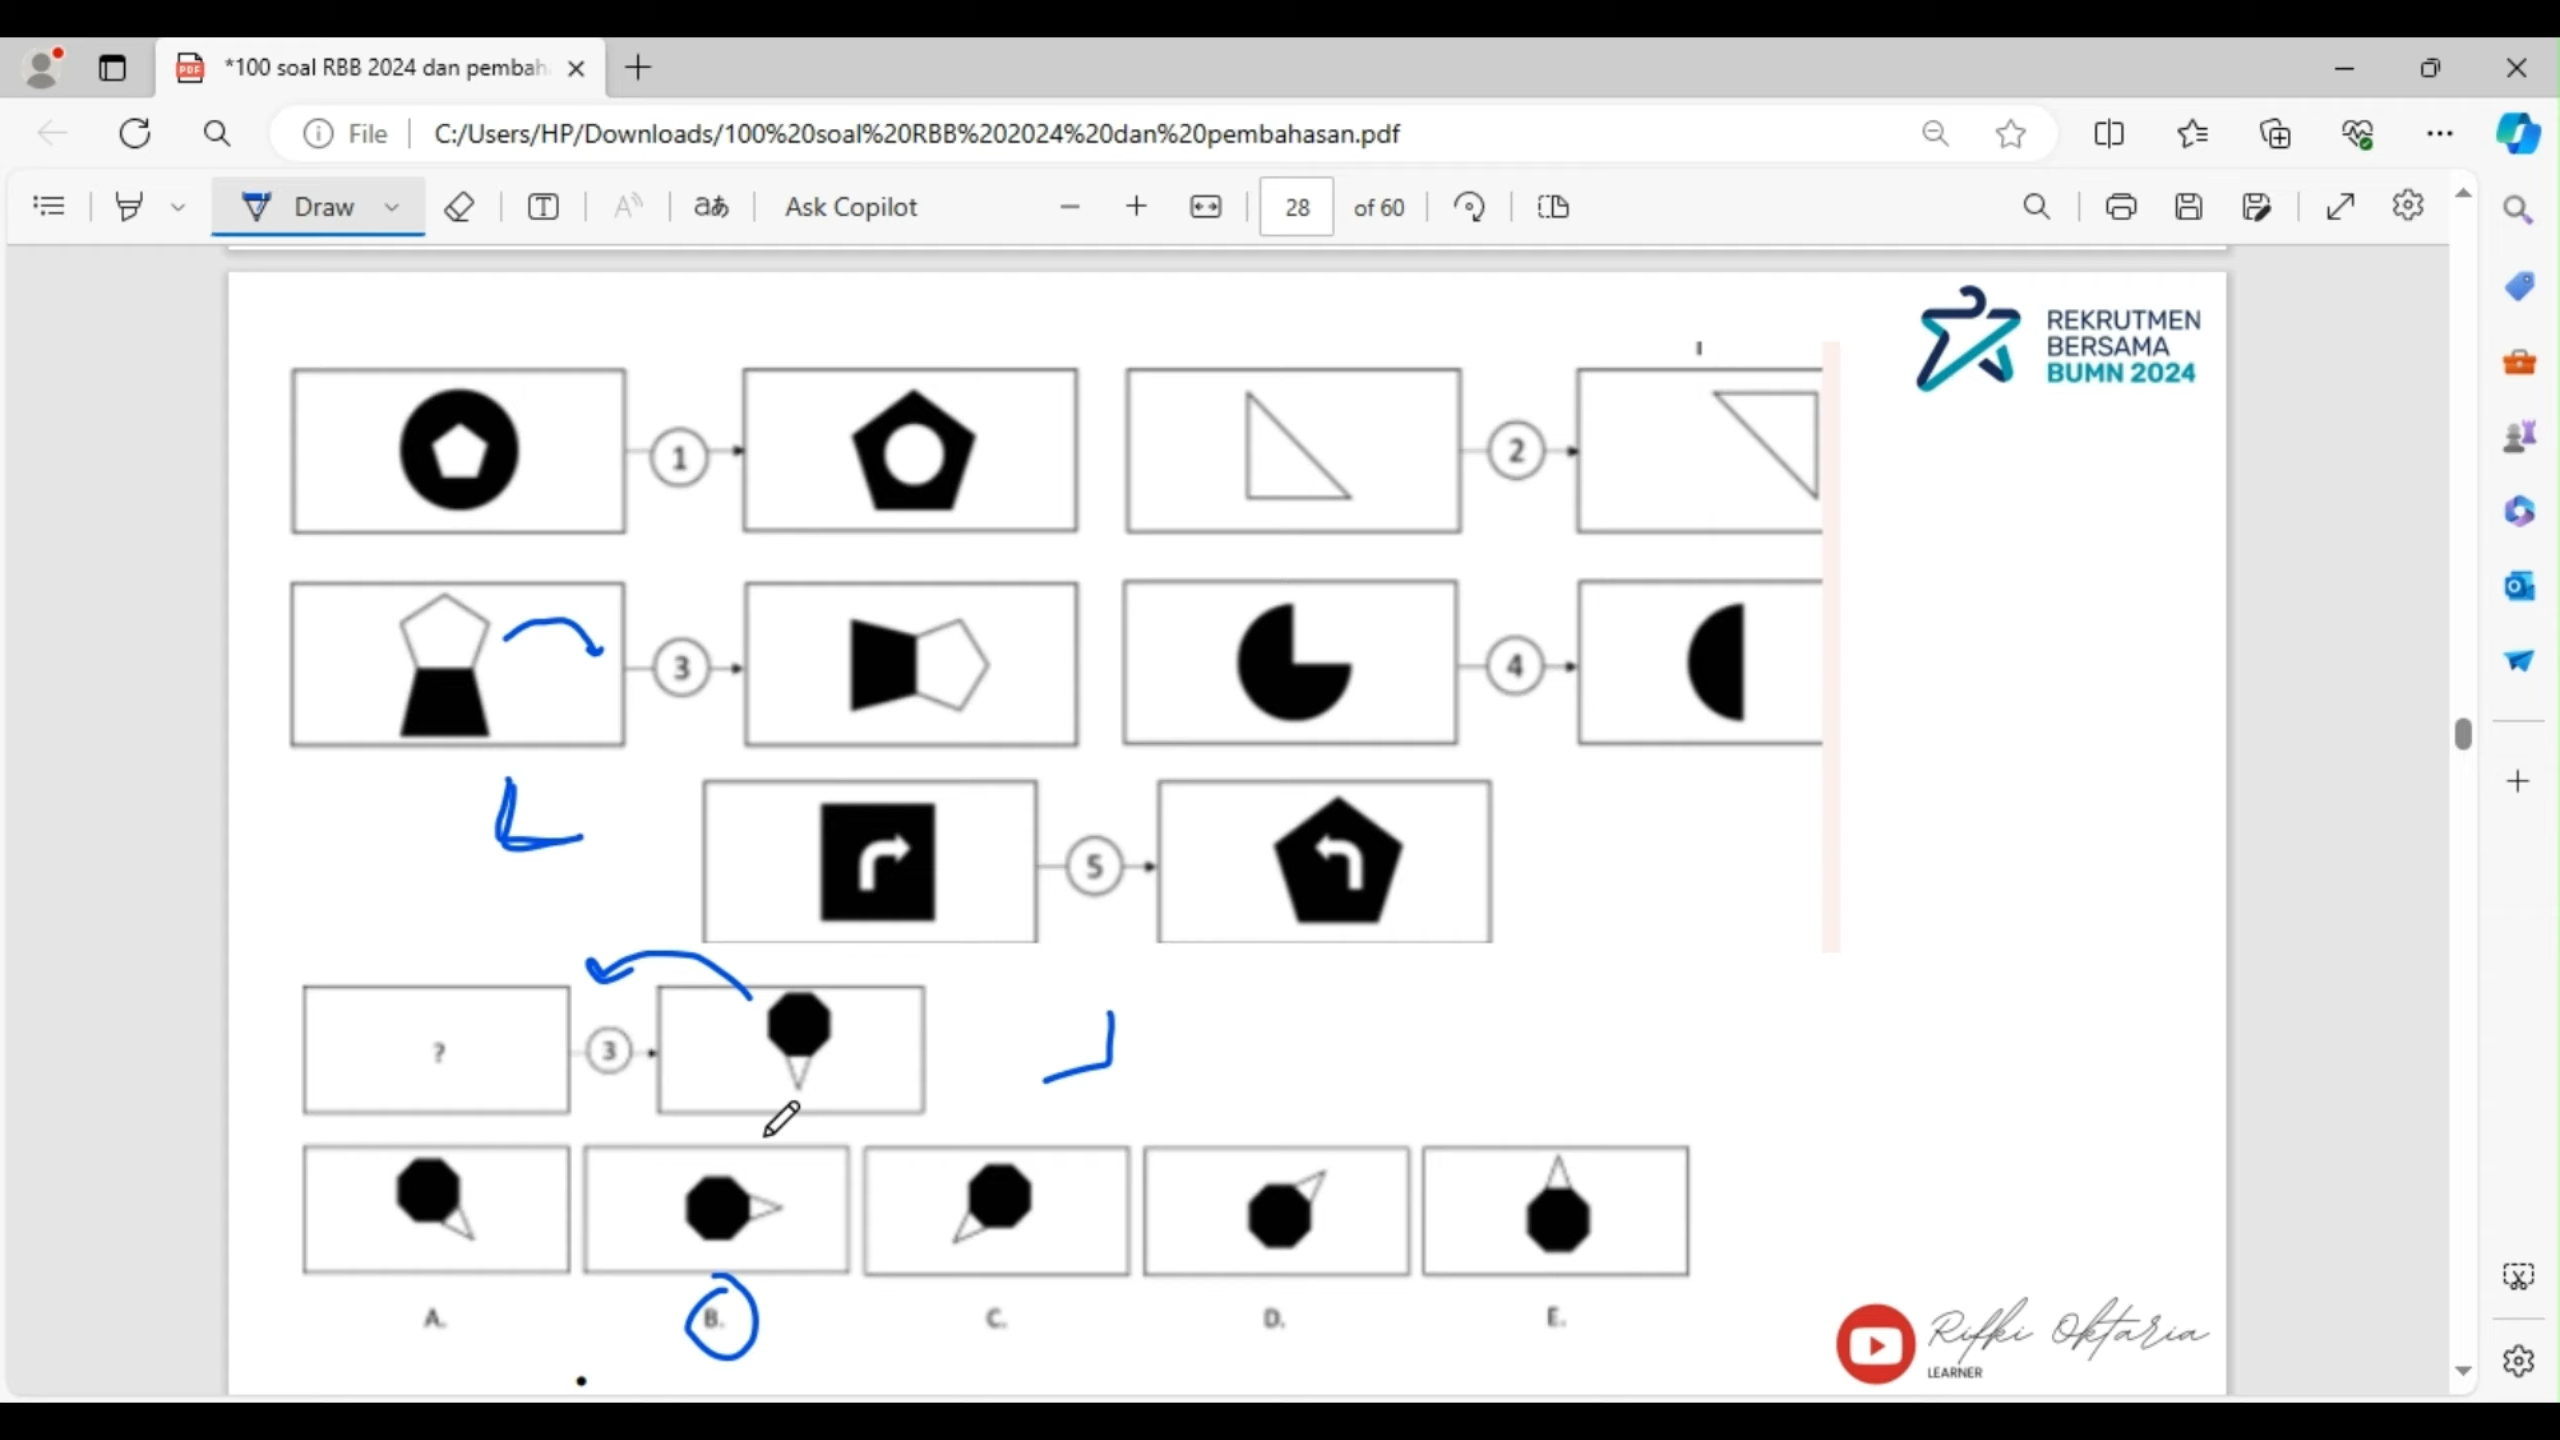 *100 soal RBB 2024 dan pembah
File
C:/Users/HP/Downloads/100%20soal%20RBB%202024%20dan%20pembahasan.pdf
Draw
Ask Copilot
28
of 60
REKRUTMEN
BERSAMA
BUMN 2024
1
2
3
4
5
?
3
A.
B.
C.
D.
E.
Rifki Oktaria
LEARNER